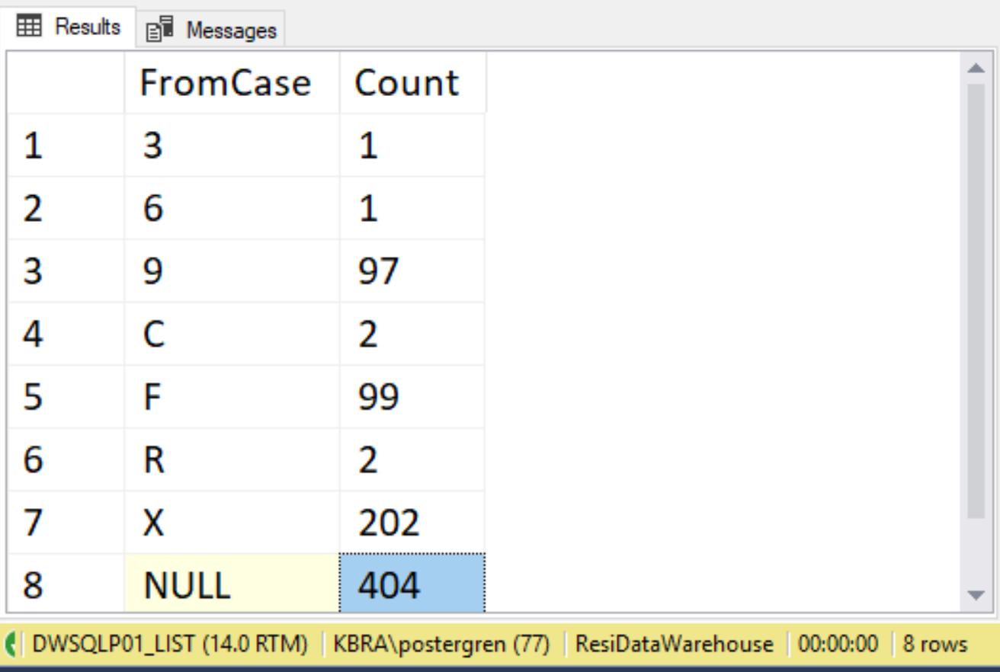 Results Messages
FromCase Count
1 3 1
2 6 1
3 9 97
4 C 2
5 F 99
6 R 2
7 X 202
8 NULL 404
DWSQLP01_LIST (14.0 RTM) KBRA\postergren (77) ResiDataWarehouse 00:00:00 8 rows